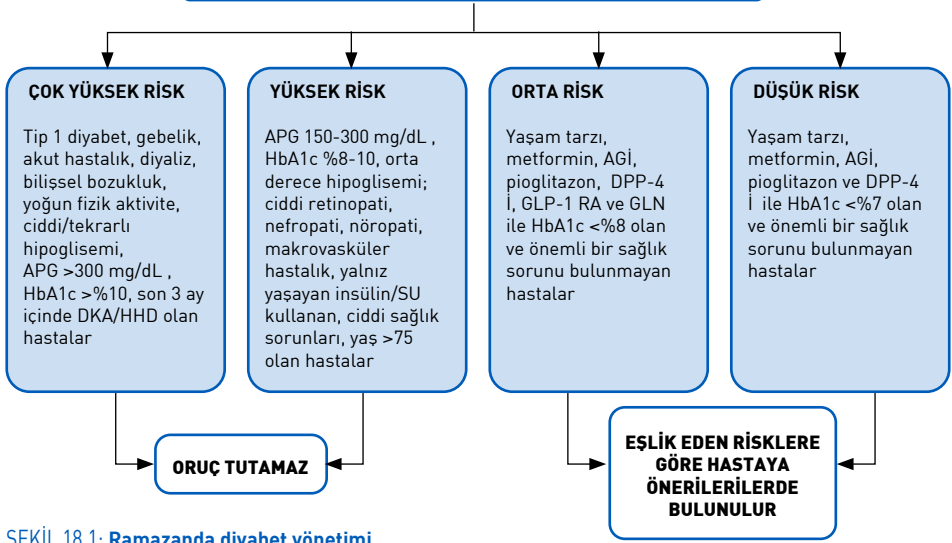 ÇOK YÜKSEK RİSK
Tip 1 diyabet, gebelik,
akut hastalık, diyaliz,
bilişsel bozukluk,
yoğun fizik aktivite,
ciddi/tekrarlı
hipoglisemi,
APG >300 mg/dL ,
HbA1c >%10, son 3 ay
içinde DKA/HHD olan
hastalar
YÜKSEK RİSK
APG 150-300 mg/dL ,
HbA1c %8-10, orta
derece hipoglisemi;
ciddi retinopati,
nefropati, nöropati,
makrovasküler
hastalık, yalnız
yaşayan insülin/SU
kullanan, ciddi sağlık
sorunları, yaş >75
olan hastalar
ORTA RİSK
Yaşam tarzı,
metformin, AGİ,
pioglitazon, DPP-4
İ, GLP-1 RA ve GLN
ile HbA1c <%8 olan
ve önemli bir sağlık
sorunu bulunmayan
hastalar
DÜŞÜK RİSK
Yaşam tarzı,
metformin, AGİ,
pioglitazon ve DPP-4
İ ile HbA1c <%7 olan
ve önemli bir sağlık
sorunu bulunmayan
hastalar
ORUÇ TUTAMAZ
EŞLİK EDEN RİSKLERE
GÖRE HASTAYA
ÖNERİLERİLERDE
BULUNULUR
ŞEKİL 18.1: Ramazanda diyabet yönetimi